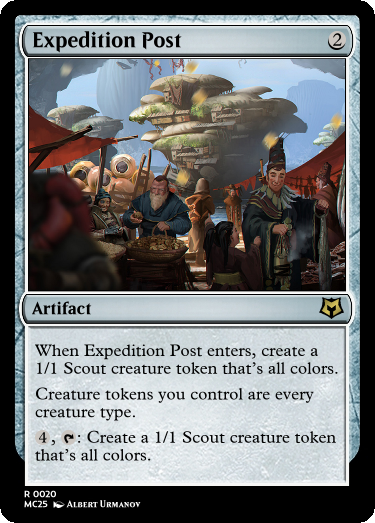 Expedition Post 2
Artifact
When Expedition Post enters, create a
1/1 Scout creature token that's all colors.
Creature tokens you control are every
creature type.
4, : Create a 1/1 Scout creature token
that's all colors.
R 0020
MC25 Albert Urmanov